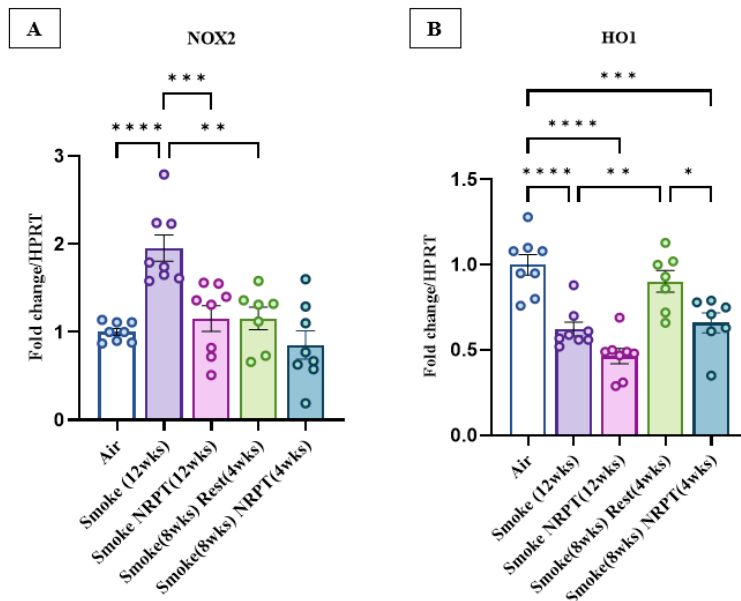 A
NOX2
* * *
* * * *
* *
3
2
1
0
Fold change/HPRT
Air
Smoke (12wks)
Smoke NRPT(12wks)
Smoke(8wks) Rest(4wks)
Smoke(8wks) NRPT(4wks)
B
HO1
* * *
* * * *
* * * *
* *
*
1.5
1.0
0.5
0.0
Fold change/HPRT
Air
Smoke (12wks)
Smoke NRPT(12wks)
Smoke(8wks) Rest(4wks)
Smoke(8wks) NRPT(4wks)